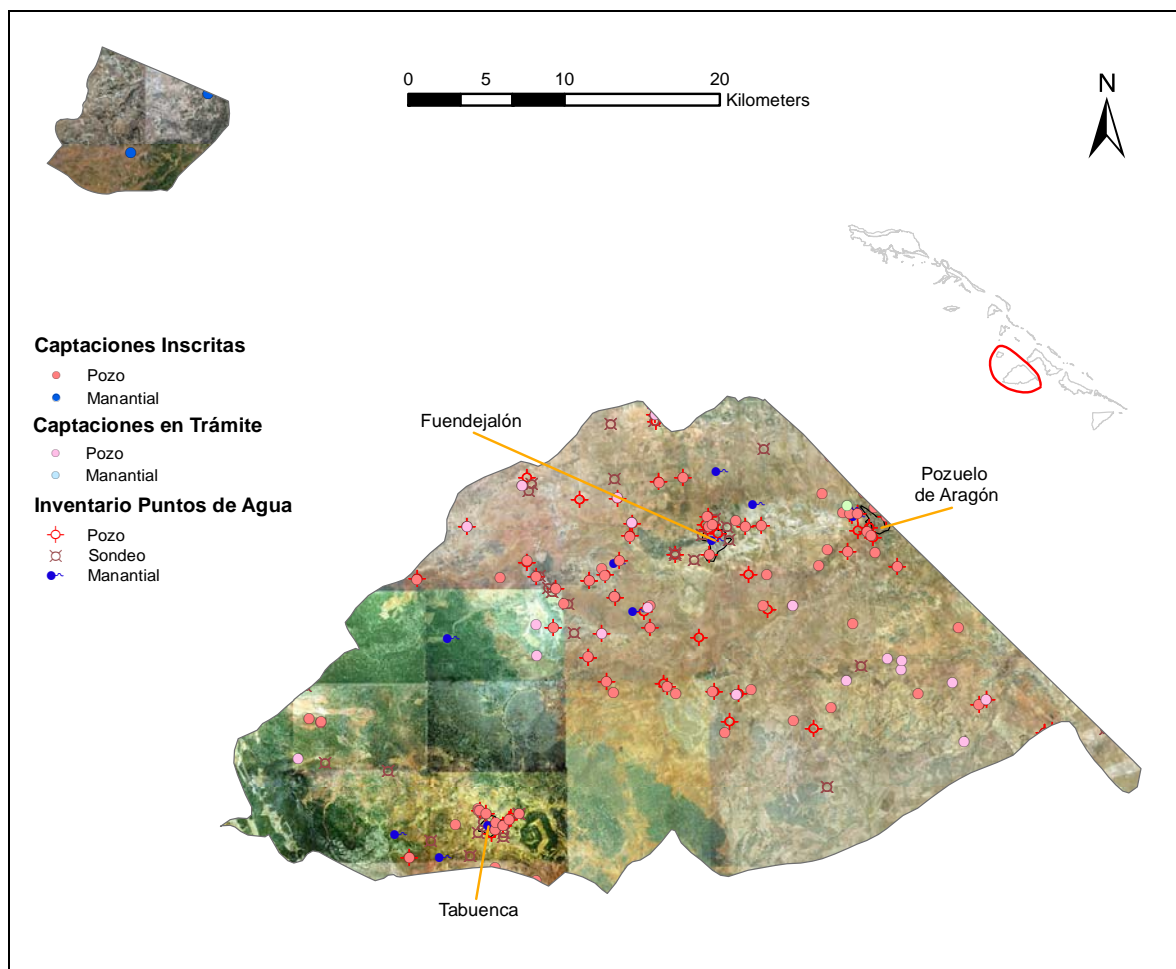 0 5 10 20
Kilometers
N
Captaciones Inscritas
Pozo
Manantial
Captaciones en Trámite
Pozo
Manantial
Inventario Puntos de Agua
Pozo
Sondeo
Manantial
Fuendejalón
Pozuelo
de Aragón
Tabuenca